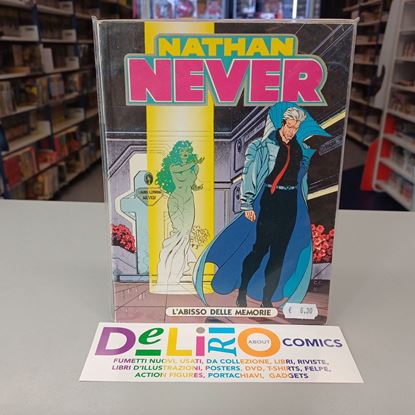 NATHAN
NEVER
L'ABISSO DELLE MEMORIE
€ 6,30
DeLiRiO ABOUT COMICS
FUMETTI NUOVI, USATI, DA COLLEZIONE, LIBRI, RIVISTE,
LIBRI D'ILLUSTRAZIONI, POSTERS, DVD, T-SHIRTS, FELPE,
ACTION FIGURES, PORTACHIAVI, GADGETS